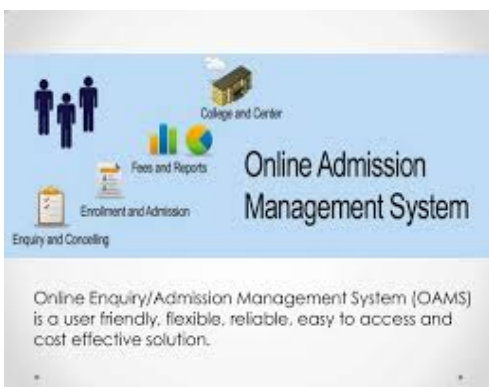 College and Center
Fees and Reports
Enrollment and Admission
Enquiry and Concelling
Online Admission
Management System
Online Enquiry/Admission Management System (OAMS)
is a user friendly, flexible, reliable, easy to access and
cost effective solution.